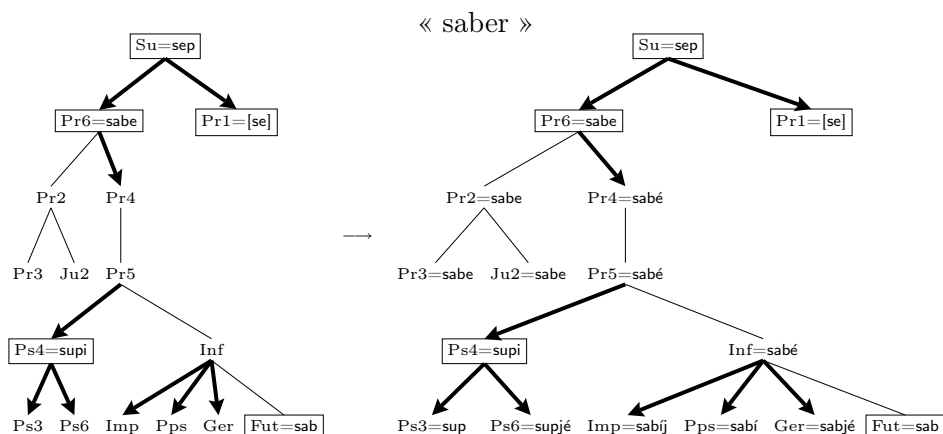 « saber »
Su=sep Su=sep
Pr6=sabe Pr1=[se] Pr6=sabe Pr1=[se]
Pr2 Pr4 Pr2=sabe Pr4=sabé
→
Pr3 Ju2 Pr5 Pr3=sabe Ju2=sabe Pr5=sabé
Ps4=supi Inf Ps4=supi Inf=sabé
Ps3 Ps6 Imp Pps Ger Fut=sab Ps3=sup Ps6=supjé Imp=sabíj Pps=sabí Ger=sabjé Fut=sab